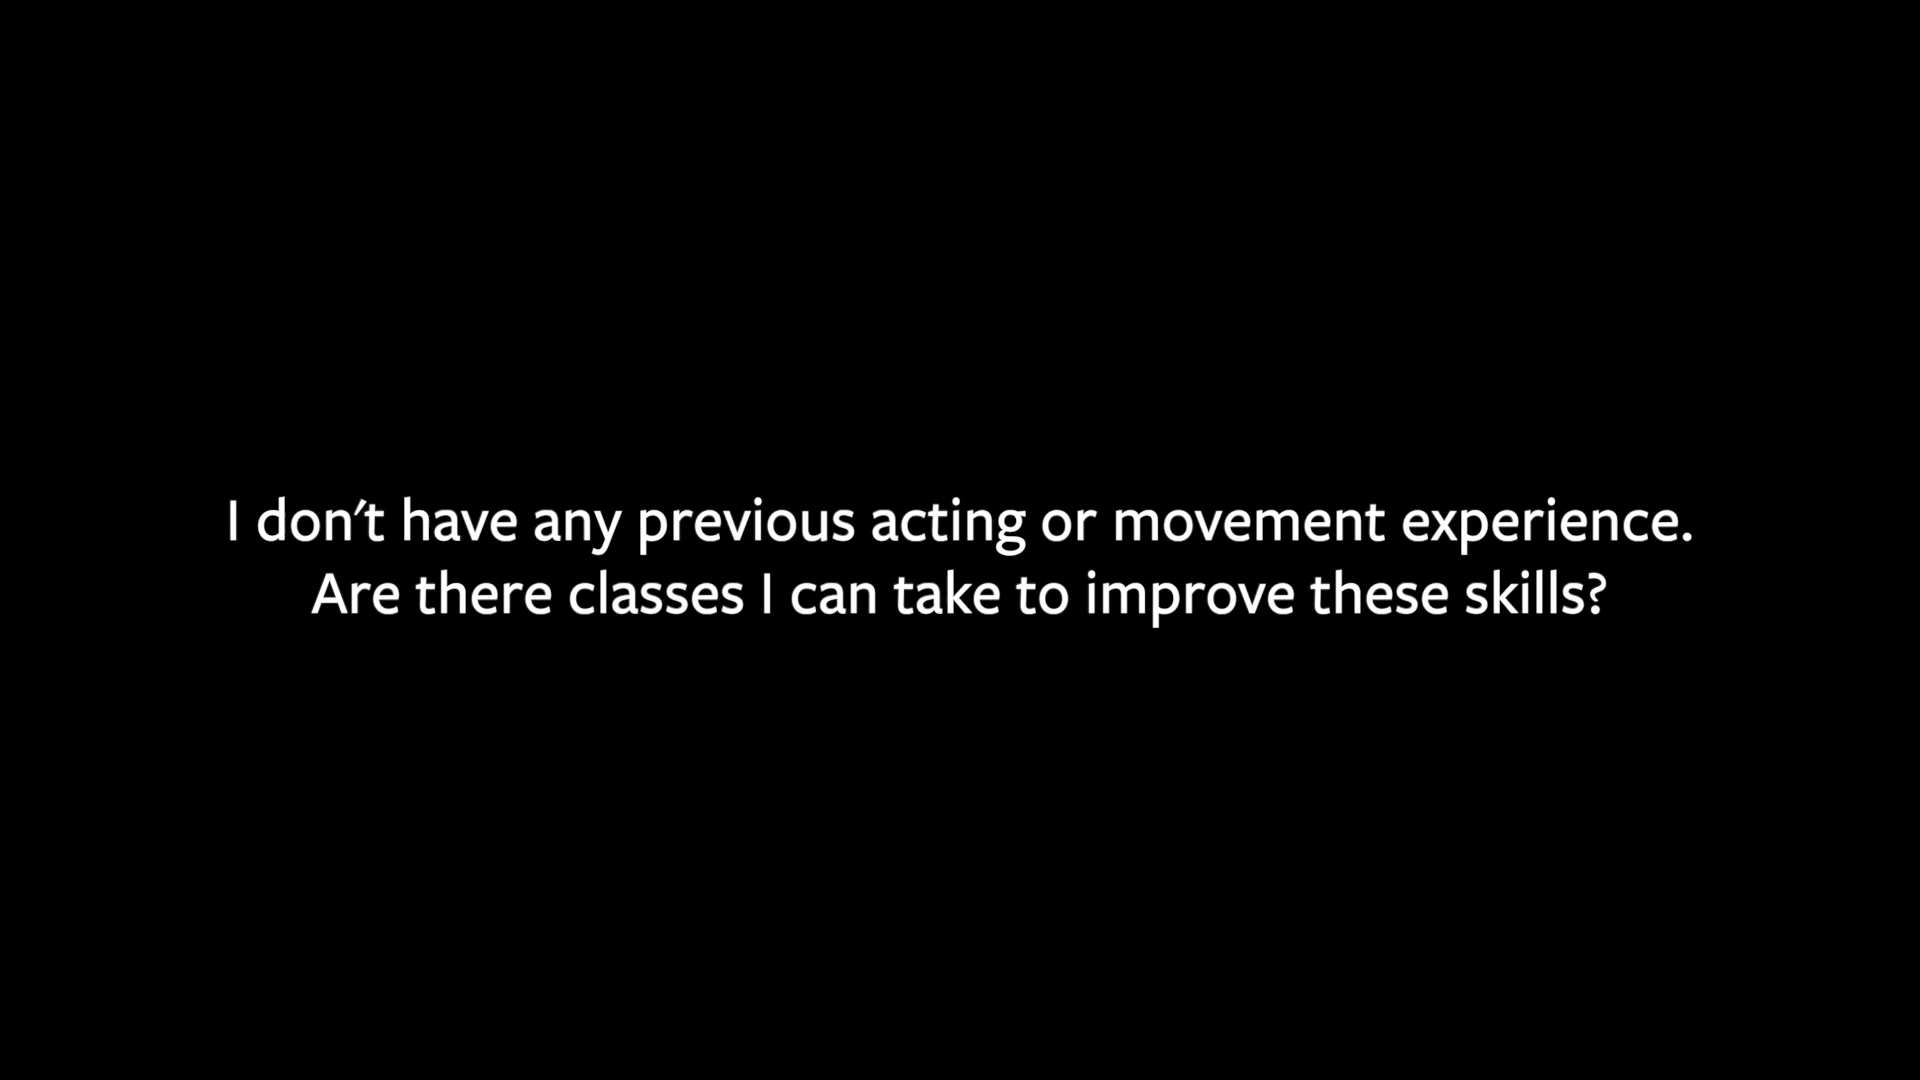 I don't have any previous acting or movement experience.
Are there classes I can take to improve these skills?